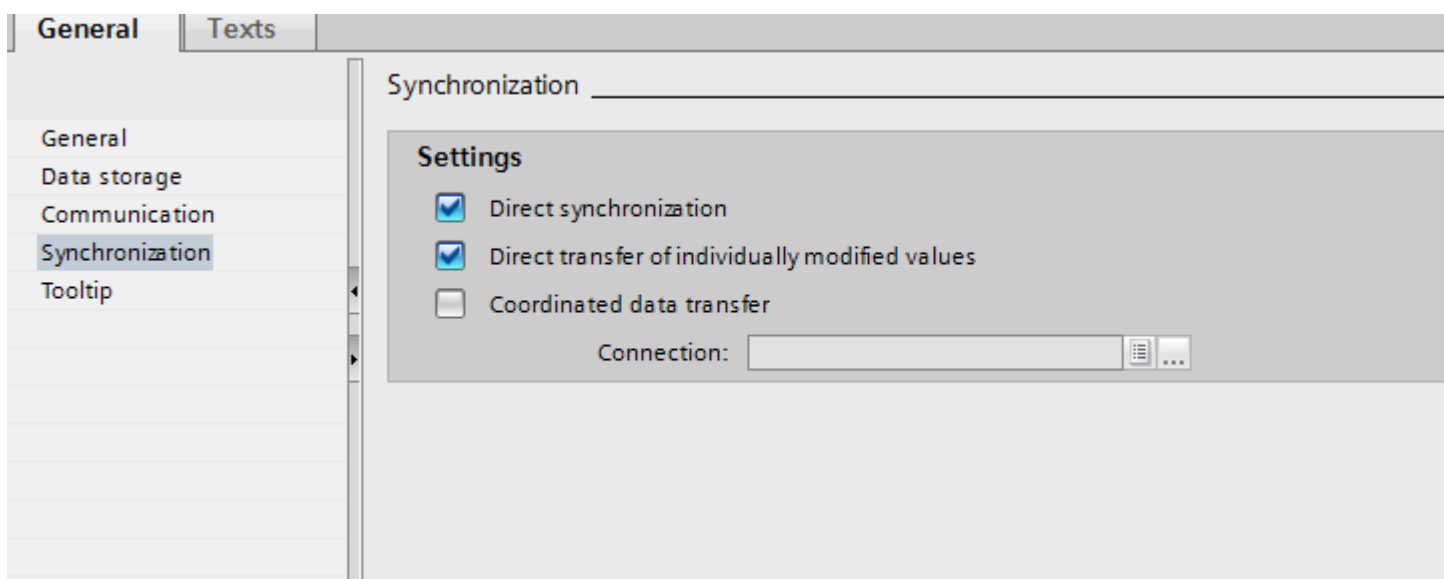 General Texts
Synchronization
General
Data storage
Communication
Synchronization
Tooltip
Settings
Direct synchronization
Direct transfer of individually modified values
Coordinated data transfer
Connection:
...